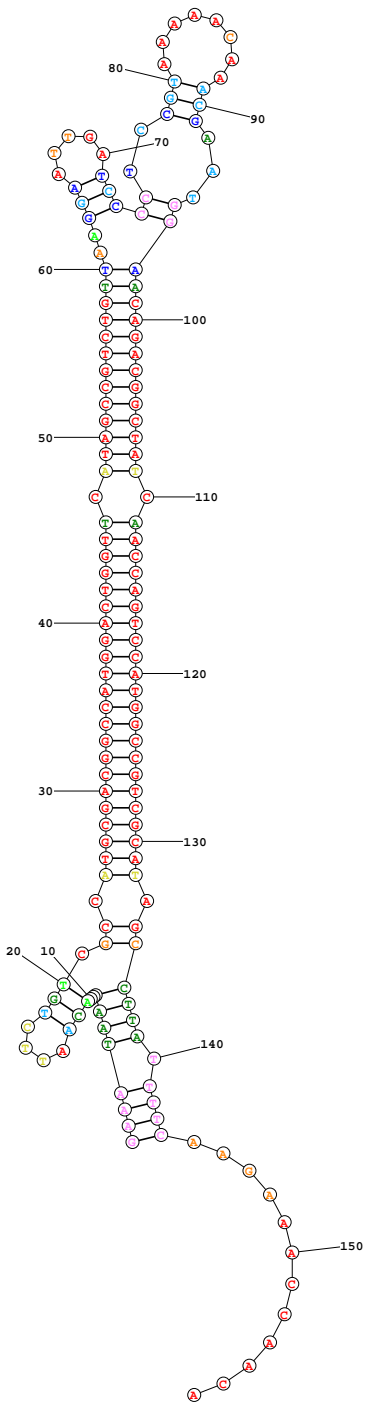 A A A
A C
80 A A
A A
T A
G C 90
C C G
T T G A A
A 70
A T T A
A C C T
G C C G
G C G
A
A
60 T A
T A
G C
T A 100
C G
T A
G C
C G
C G
G C
50 A T
T A
A T
C C 110
T A
T A
G C
G C
T A
C G
40 A T
G C
G C
T A 120
A T
C G
C G
G C
G C
C G
30 A T
G C
C G
G C 130
T A
A T
C A
C G
G C
20 10 C
T C
G A T
T C A T
C A A
T T A T A 140
T
A T
A T
A T
G C A
A
G
A
A
A 150
C
C
A
A
C
A